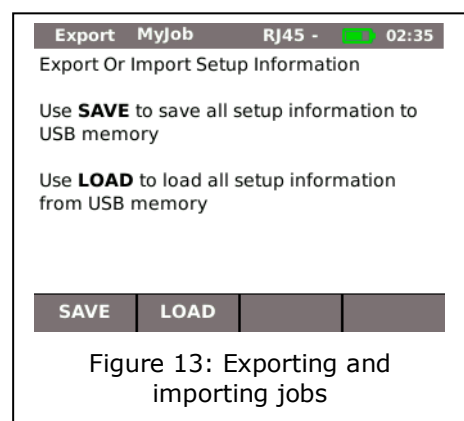 Export MyJob RJ45 - 02:35
Export Or Import Setup Information
Use SAVE to save all setup information to
USB memory
Use LOAD to load all setup information
from USB memory
SAVE LOAD
Figure 13: Exporting and
importing jobs